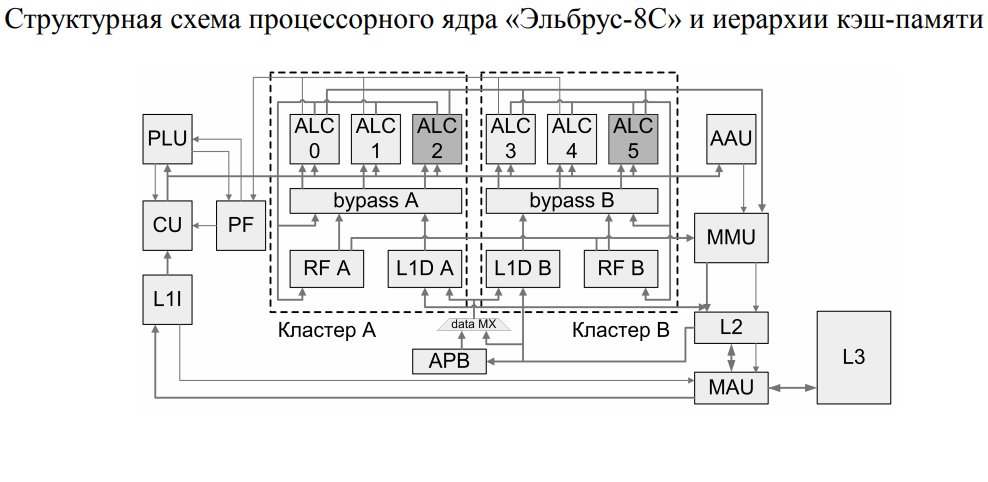 Структурная схема процессорного ядра «Эльбрус-8С» и иерархии кэш-памяти
ALC 0
ALC 1
ALC 2
ALC 3
ALC 4
ALC 5
PLU
AAU
bypass A
bypass B
CU
PF
MMU
RF A
L1D A
L1D B
RF B
L1I
Кластер A
data MX
Кластер B
L2
L3
APB
MAU